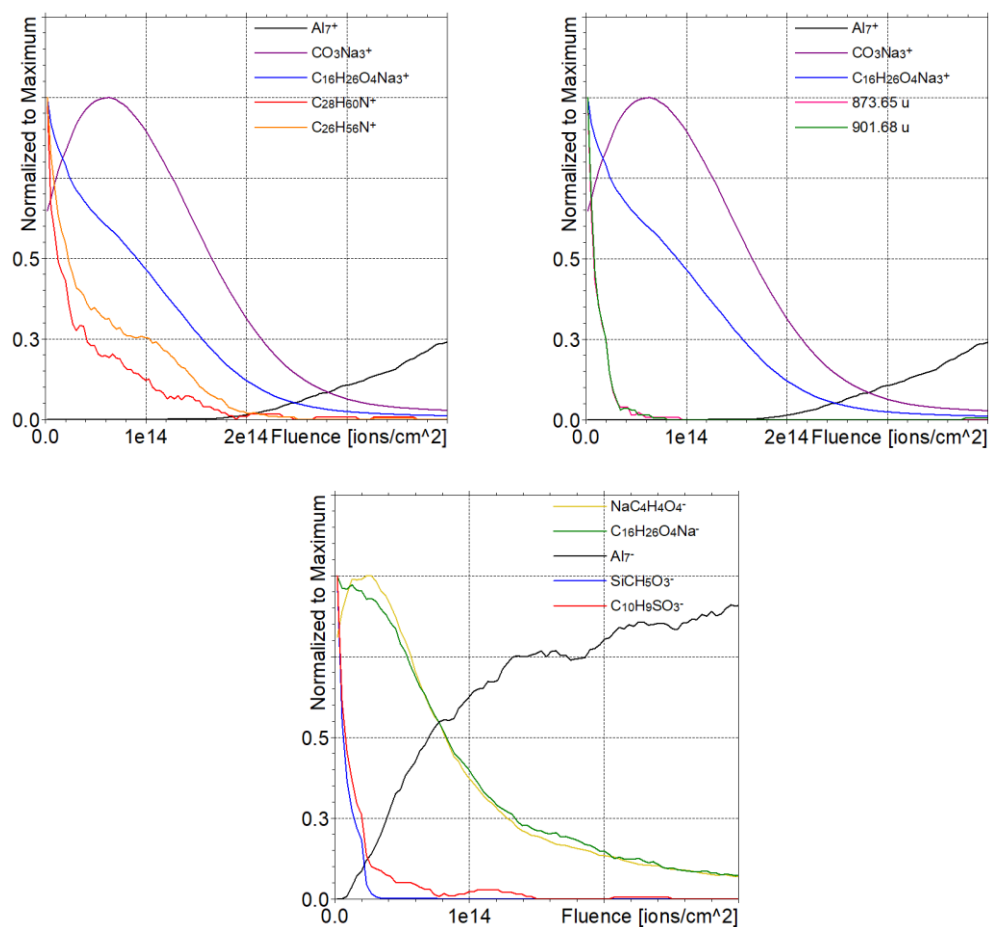 Normalized to Maximum
Al₇⁺
CO₃Na₃⁺
C₁₆H₂₆O₄Na₃⁺
C₂₈H₆₀N⁺
C₂₆H₅₆N⁺
0.5
0.3
0.0
0.0
1e14
2e14
Fluence [ions/cm^2]
Normalized to Maximum
Al₇⁺
CO₃Na₃⁺
C₁₆H₂₆O₄Na₃⁺
873.65 u
901.68 u
0.5
0.3
0.0
0.0
1e14
2e14
Fluence [ions/cm^2]
Normalized to Maximum
NaC₄H₄O₄⁻
C₁₆H₂₆O₄Na⁻
Al₇⁻
SiCH₅O₃⁻
C₁₀H₉SO₃⁻
0.5
0.3
0.0
0.0
1e14
Fluence [ions/cm^2]